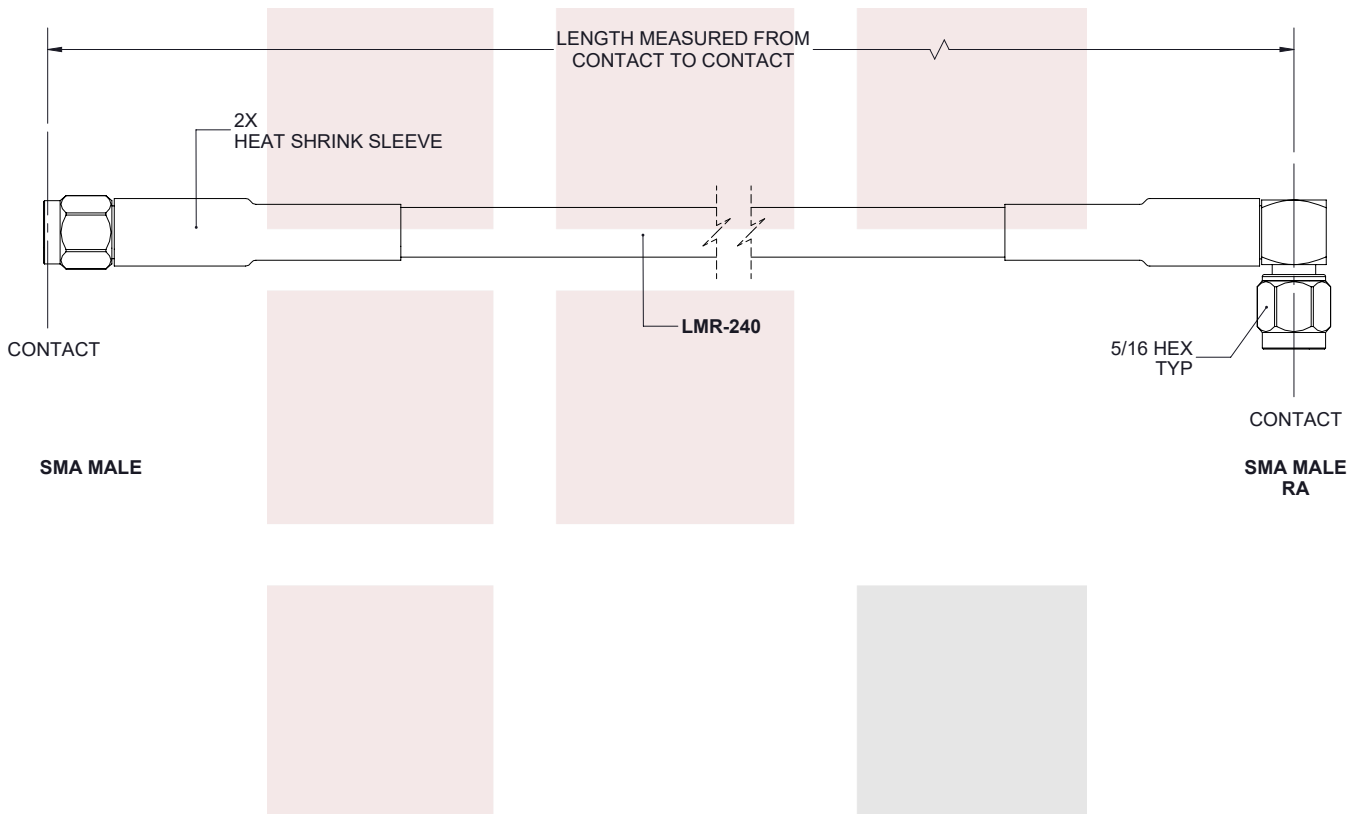 LENGTH MEASURED FROM
CONTACT TO CONTACT
2X
HEAT SHRINK SLEEVE
LMR-240
CONTACT
5/16 HEX
TYP
CONTACT
SMA MALE
SMA MALE
RA